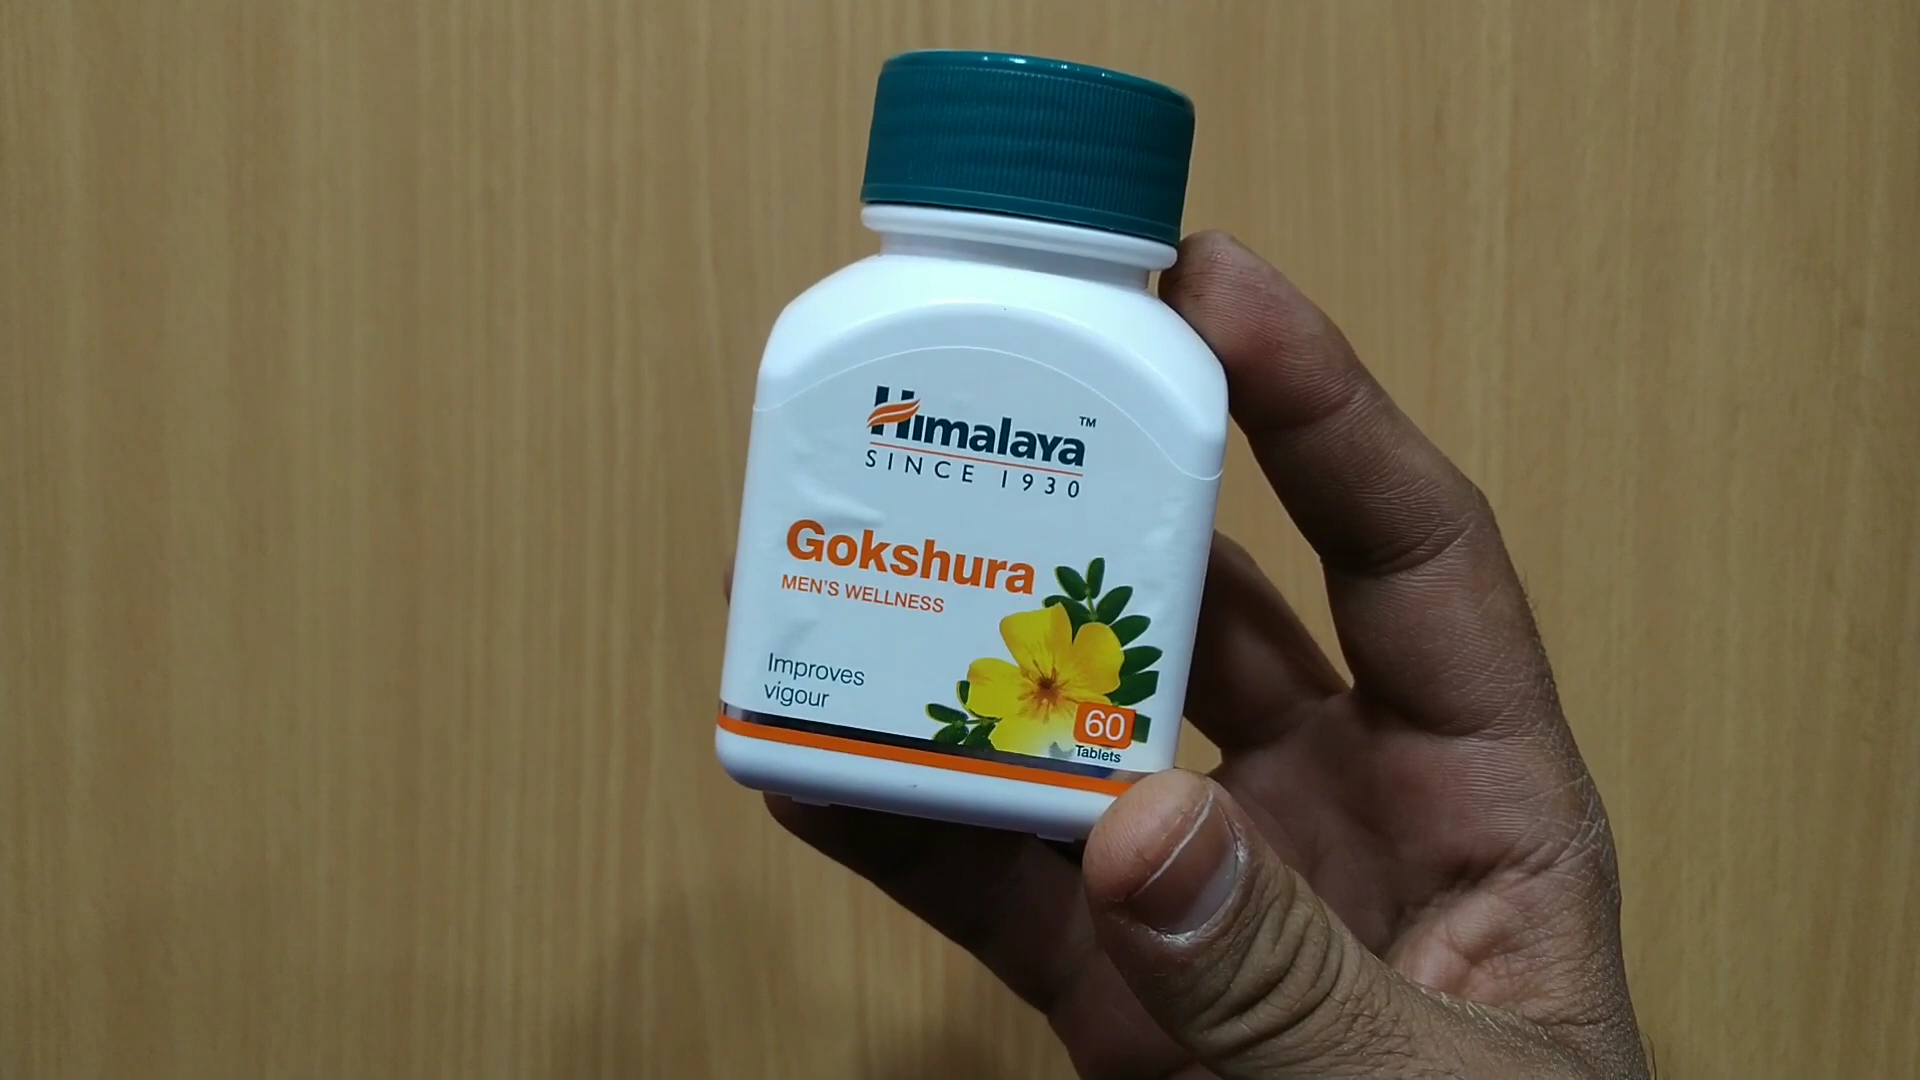 Himalaya™
SINCE 1930
Gokshura
MEN'S WELLNESS
Improves
vigour
60
Tablets